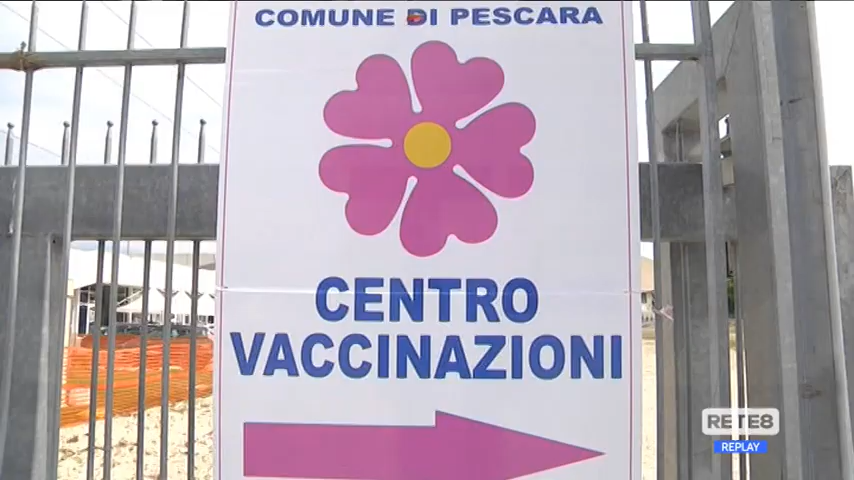 COMUNE DI PESCARA
CENTRO
VACCINAZIONI
RETE8
REPLAY